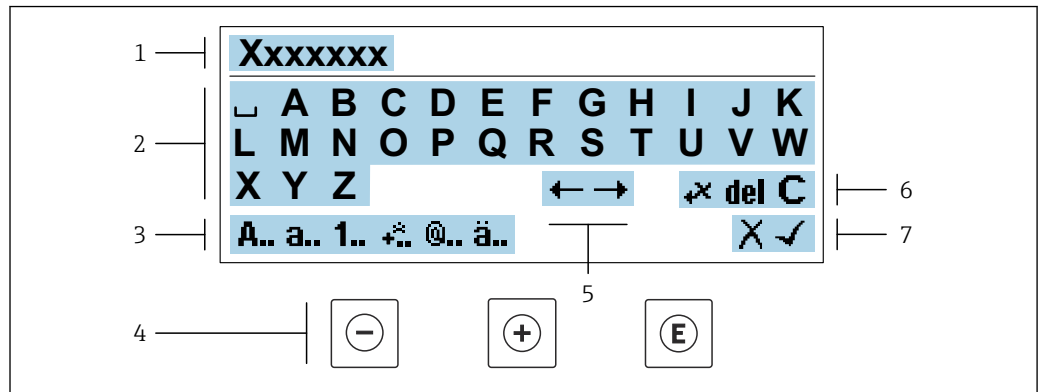 1 Xxxxxxx
␣ A B C D E F G H I J K
2 L M N O P Q R S T U V W
X Y Z ← → ↚× del C 6
3 A.. a.. 1.. +×.. @.. ä.. X ✓ 7
5
4 − + E